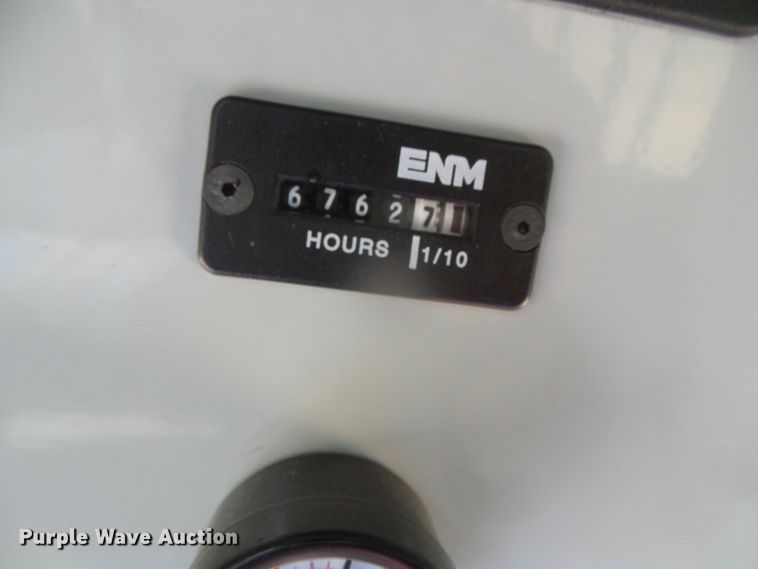 ENM
6 7 6 2 7
HOURS 1/10
Purple Wave Auction®